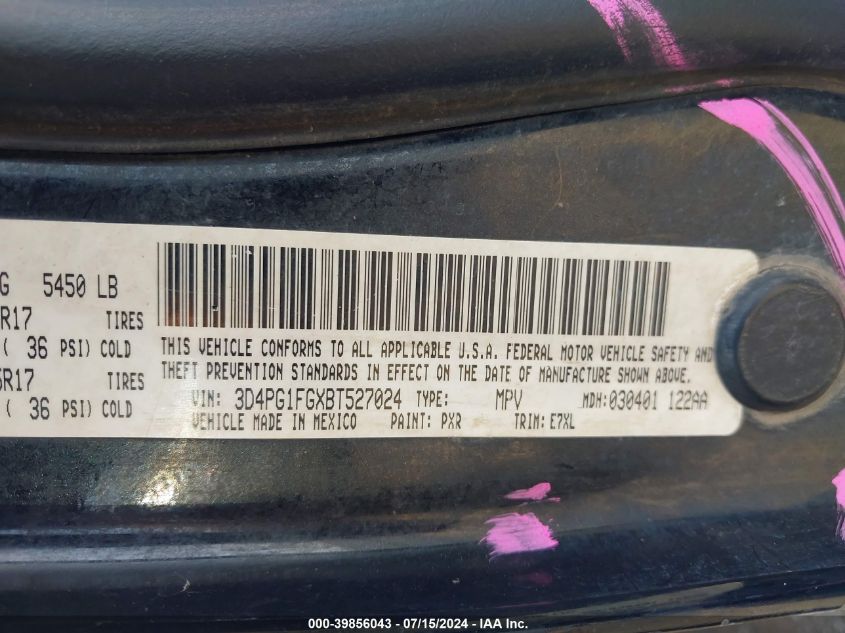 G 5450 LB
R17 TIRES
( 36 PSI) COLD
5R17 TIRES
( 36 PSI) COLD
THIS VEHICLE CONFORMS TO ALL APPLICABLE U.S.A. FEDERAL MOTOR VEHICLE SAFETY AND
THEFT PREVENTION STANDARDS IN EFFECT ON THE DATE OF MANUFACTURE SHOWN ABOVE.
VIN: 3D4PG1FGXBT527024 TYPE: MPV MDH:030401 122AA
VEHICLE MADE IN MEXICO PAINT: PXR TRIM: E7XL
000-39856043 / 07/15/2024 - IAA Inc.